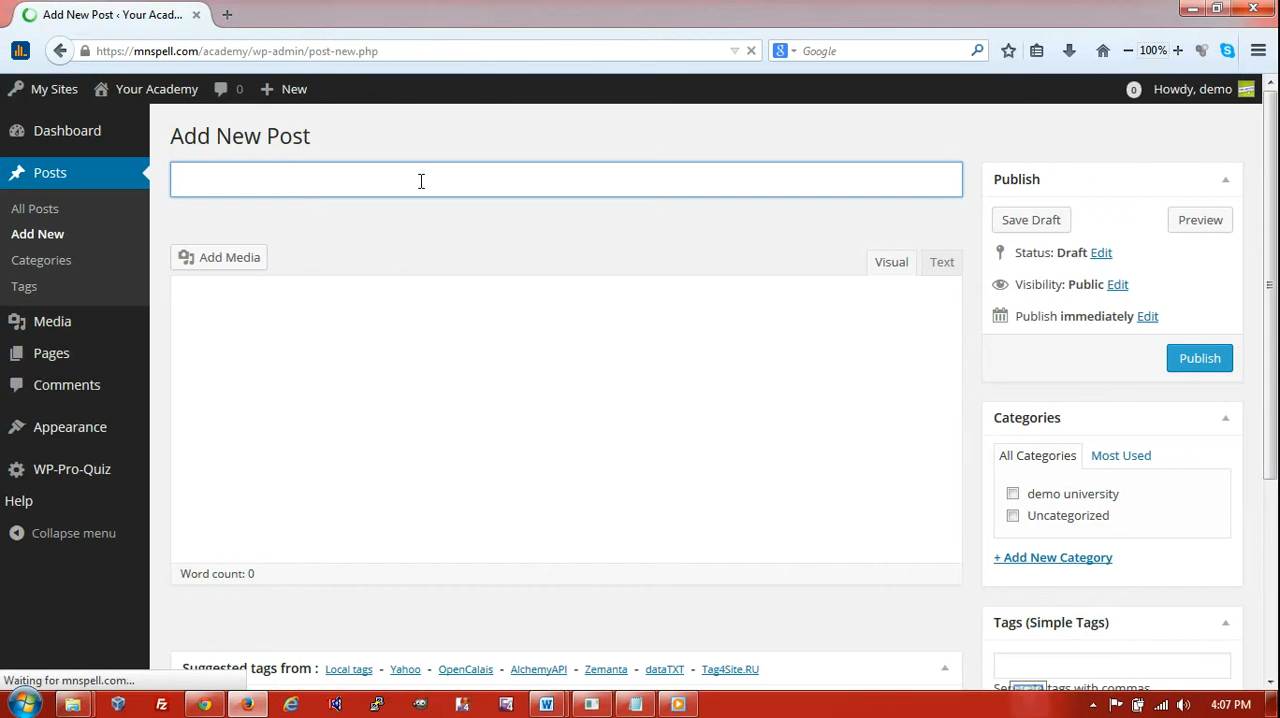 Add New Post ‹ Your Acad...
https://mnspell.com/academy/wp-admin/post-new.php
Google
100%
My Sites
Your Academy
0
New
0
Howdy, demo
Dashboard
Posts
All Posts
Add New
Categories
Tags
Media
Pages
Comments
Appearance
WP-Pro-Quiz
Help
Collapse menu
Add New Post
Add Media
Visual
Text
Word count: 0
Suggested tags from : Local tags - Yahoo - OpenCalais - AlchemyAPI - Zemanta - dataTXT - Tag4Site.RU
Publish
Save Draft
Preview
Status: Draft Edit
Visibility: Public Edit
Publish immediately Edit
Publish
Categories
All Categories
Most Used
demo university
Uncategorized
+ Add New Category
Tags (Simple Tags)
tags with commas
Waiting for mnspell.com...
4:07 PM